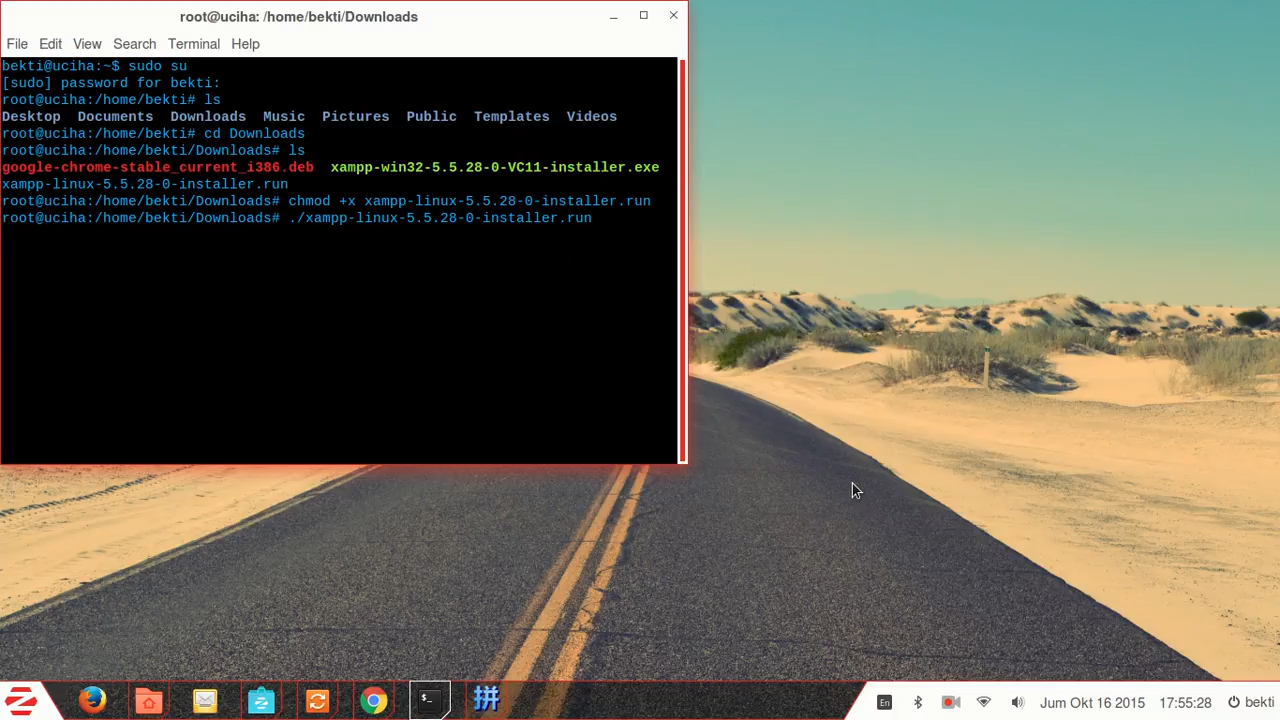 root@uciha: /home/bekti/Downloads
File Edit View Search Terminal Help
bekti@uciha:~$ sudo su
[sudo] password for bekti:
root@uciha:/home/bekti# ls
Desktop  Documents  Downloads  Music  Pictures  Public  Templates  Videos
root@uciha:/home/bekti# cd Downloads
root@uciha:/home/bekti/Downloads# ls
google-chrome-stable_current_i386.deb  xampp-win32-5.5.28-0-VC11-installer.exe
xampp-linux-5.5.28-0-installer.run
root@uciha:/home/bekti/Downloads# chmod +x xampp-linux-5.5.28-0-installer.run
root@uciha:/home/bekti/Downloads# ./xampp-linux-5.5.28-0-installer.run
$_ 拼 En Jum Okt 16 2015 17:55:28 bekti